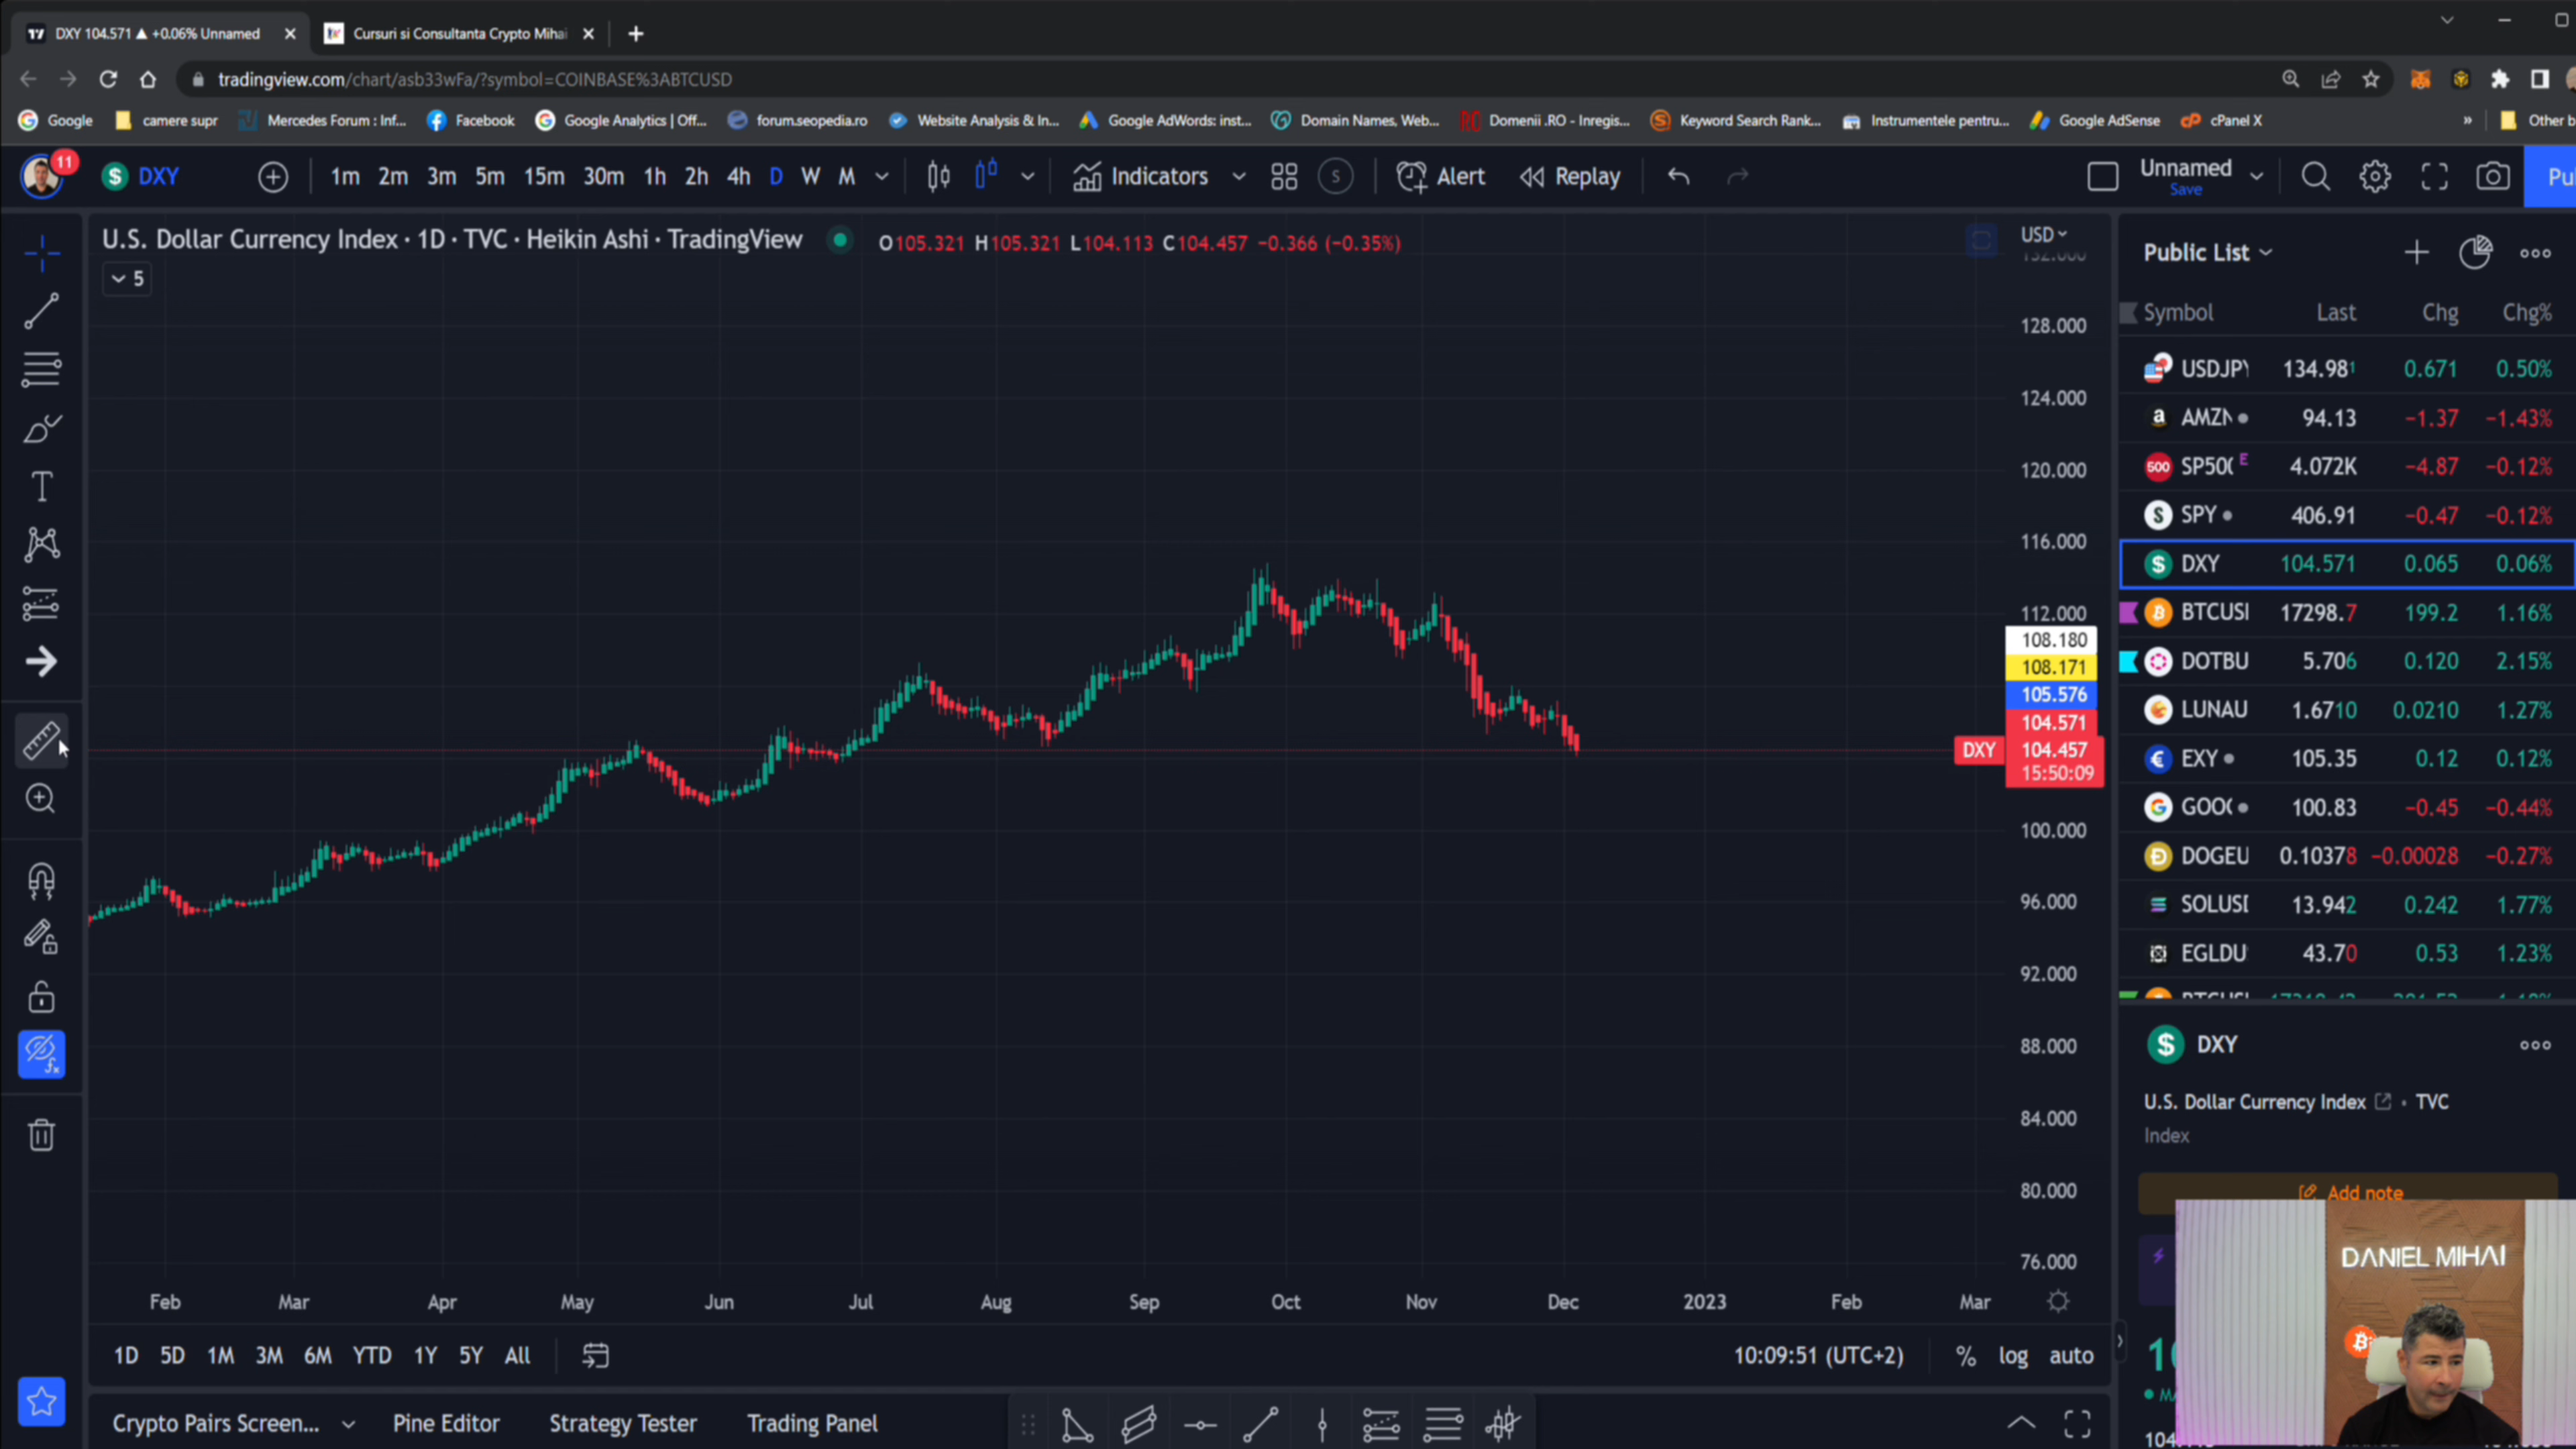 DXY 104.571 ▲ +0.06% Unnamed
Cursuri si Consultanta Crypto Mihai
tradingview.com/chart/asb33wFa/?symbol=COINBASE%3ABTCUSD
Google
camere supr
Mercedes Forum : Inf...
Facebook
Google Analytics | Off...
forum.seopedia.ro
Website Analysis & In...
Google AdWords: inst...
Domain Names, Web...
Domenii .RO - Inregis...
Keyword Search Rank...
Instrumentele pentru...
Google AdSense
cPanel X
»
Other b
11
DXY
1m 2m 3m 5m 15m 30m 1h 2h 4h D W M
Indicators
Alert
Replay
Unnamed
Save
Pu
U.S. Dollar Currency Index · 1D · TVC · Heikin Ashi · TradingView
O105.321 H105.321 L104.113 C104.457 −0.366 (−0.35%)
5
USD
132.000
128.000
124.000
120.000
116.000
112.000
108.180
108.171
105.576
104.571
DXY 104.457
15:50:09
100.000
96.000
92.000
88.000
84.000
80.000
76.000
Feb Mar Apr May Jun Jul Aug Sep Oct Nov Dec 2023 Feb Mar
1D 5D 1M 3M 6M YTD 1Y 5Y All
10:09:51 (UTC+2)
% log auto
Crypto Pairs Screen...
Pine Editor
Strategy Tester
Trading Panel
Public List
Symbol Last Chg Chg%
USDJPY 134.981 0.671 0.50%
AMZN 94.13 −1.37 −1.43%
500 SP500 E 4.072K −4.87 −0.12%
SPY 406.91 −0.47 −0.12%
DXY 104.571 0.065 0.06%
BTCUSD 17298.7 199.2 1.16%
DOTBU 5.706 0.120 2.15%
LUNAU 1.6710 0.0210 1.27%
EXY 105.35 0.12 0.12%
GOOG 100.83 −0.45 −0.44%
DOGEU 0.10378 −0.00028 −0.27%
SOLUSD 13.942 0.242 1.77%
EGLDU 43.70 0.53 1.23%
DXY
U.S. Dollar Currency Index · TVC
Index
Add note
DANIEL MIHAI